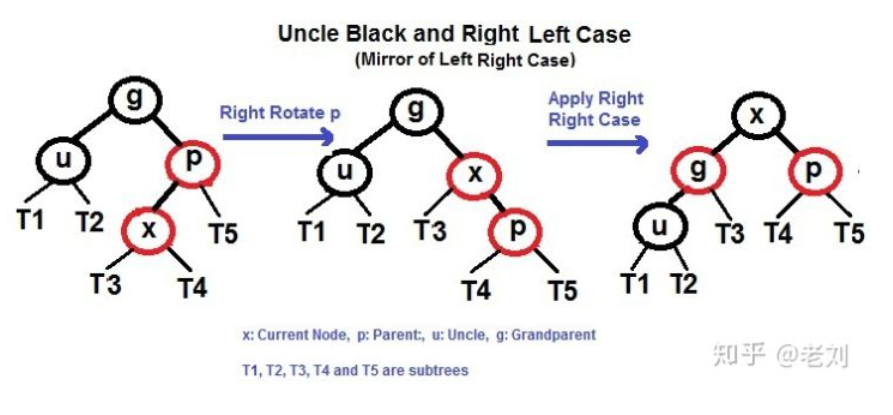 Uncle Black and Right Left Case
(Mirror of Left Right Case)
Right Rotate p
Apply Right
Right Case
g
u
p
T1 T2
x
T5
T3
T4
g
u
x
T1 T2 T3
p
T4
T5
x
g
p
u
T3 T4 T5
T1 T2
x: Current Node, p: Parent:, u: Uncle, g: Grandparent
T1, T2, T3, T4 and T5 are subtrees
知乎 @老刘